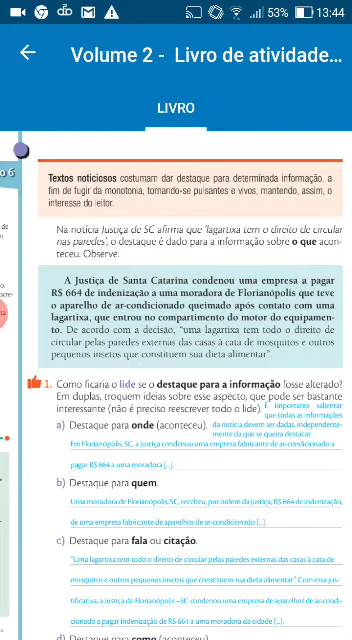 53% 13:44
Volume 2 - Livro de atividade...
LIVRO
o 6
Textos noticiosos costumam dar destaque para determinada informação, a
fim de fugir da monotonia, tornando-se pulsantes e vivos, mantendo, assim, o
interesse do leitor.
Na notícia Justiça de SC afirma que 'lagartixa tem o direito de circular
nas paredes', o destaque é dado para a informação sobre o que acon-
teceu. Observe:
A Justiça de Santa Catarina condenou uma empresa a pagar
R$ 664 de indenização a uma moradora de Florianópolis que teve
o aparelho de ar-condicionado queimado após contato com uma
lagartixa, que entrou no compartimento do motor do equipamen-
to. De acordo com a decisão, "uma lagartixa tem todo o direito de
circular pelas paredes externas das casas à cata de mosquitos e outros
pequenos insetos que constituem sua dieta alimentar".
1. Como ficaria o lide se o destaque para a informação fosse alterado?
Em duplas, troquem ideias sobre esse aspecto, que pode ser bastante
interessante (não é preciso reescrever todo o lide). É importante salientar
que todas as informações
da notícia devem ser dadas, independente-
mente da que se queira destacar.
a) Destaque para onde (aconteceu).
Em Florianópolis, SC, a Justiça condenou uma empresa fabricante de ar-condicionado a
pagar R$ 664 a uma moradora [...].
b) Destaque para quem.
Uma moradora de Florianópolis, SC, recebeu, por ordem da Justiça, R$ 664 de indenização,
de uma empresa fabricante de aparelhos de ar-condicionado [...].
c) Destaque para fala ou citação.
"Uma lagartixa tem todo o direito de circular pelas paredes externas das casas à cata de
mosquitos e outros pequenos insetos que constituem sua dieta alimentar". Com essa jus-
tificativa, a Justiça de Florianópolis –SC condenou uma empresa de aparelhos de ar-condi-
cionado a pagar indenização de R$ 664 a uma moradora da cidade [...].
d) Destaque para como (aconteceu).